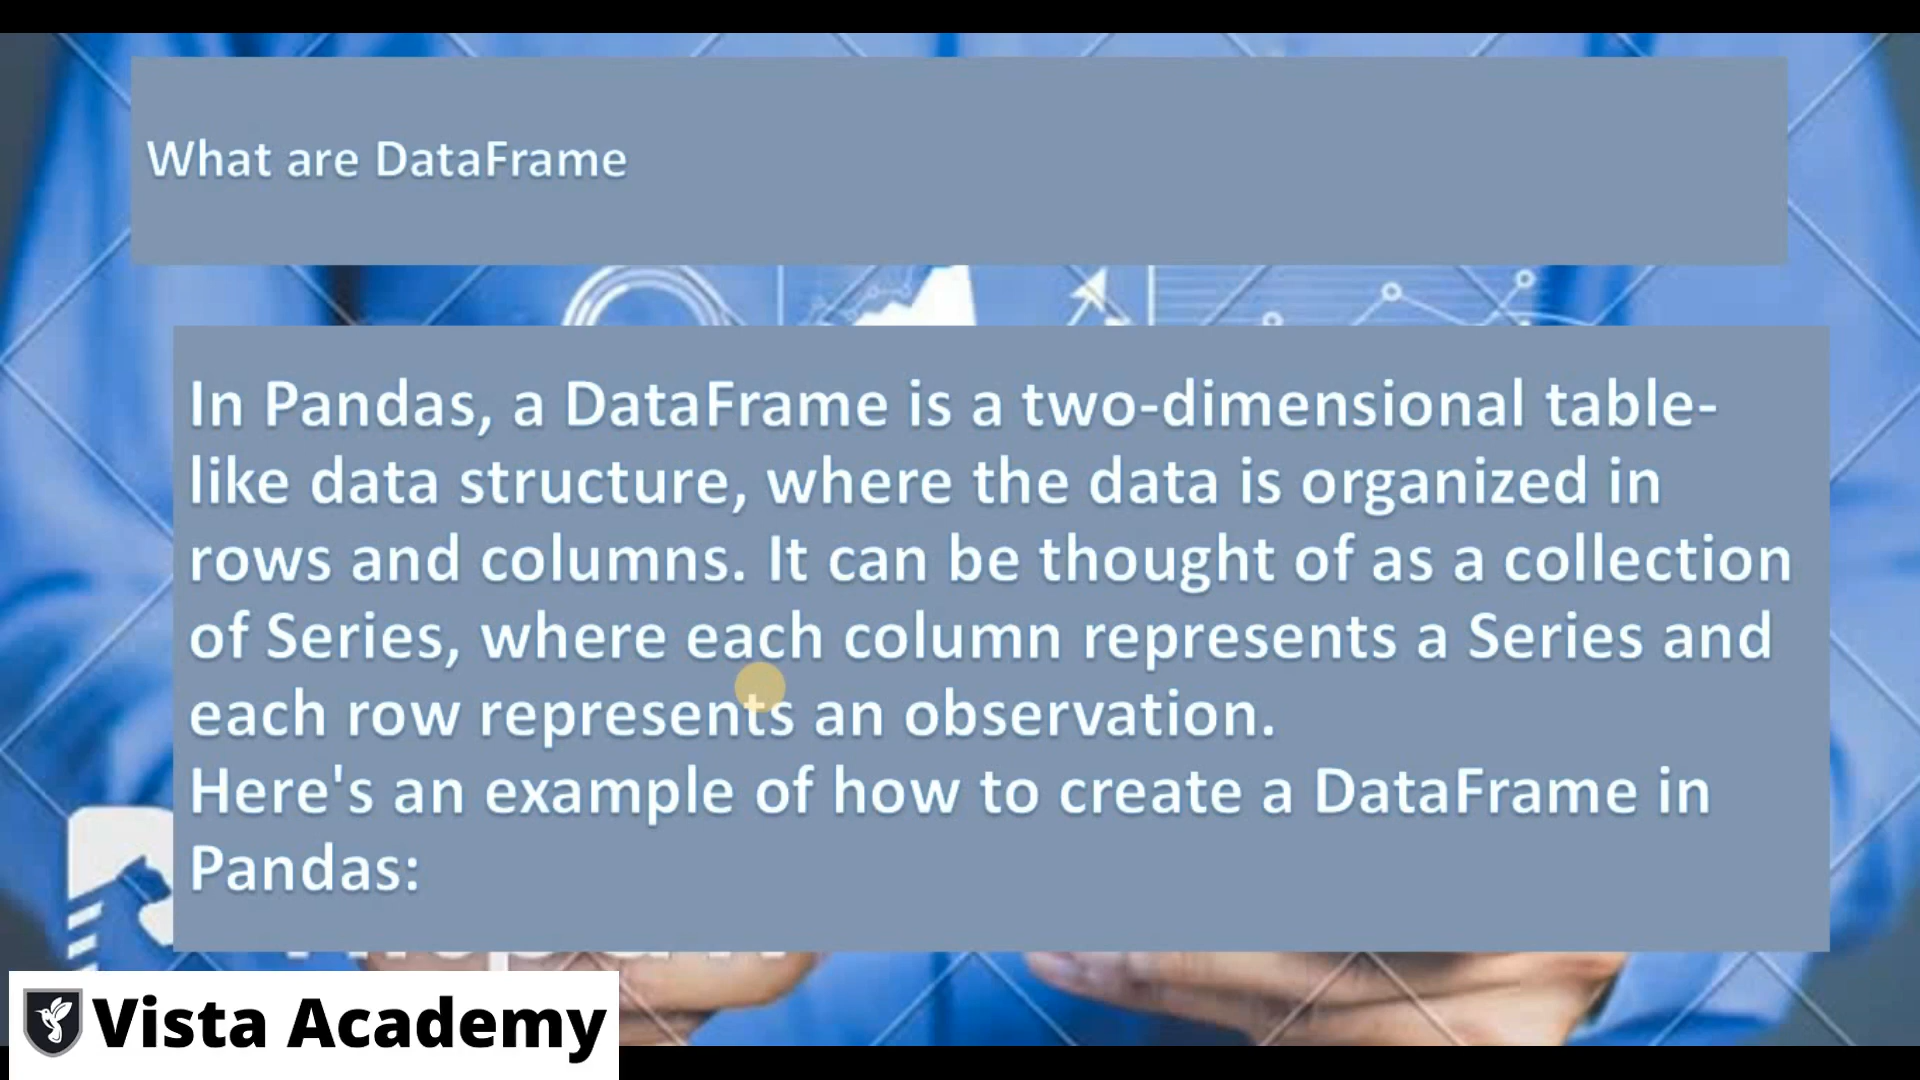 What are DataFrame
In Pandas, a DataFrame is a two-dimensional table-
like data structure, where the data is organized in
rows and columns. It can be thought of as a collection
of Series, where each column represents a Series and
each row represents an observation.
Here's an example of how to create a DataFrame in
Pandas:
Vista Academy